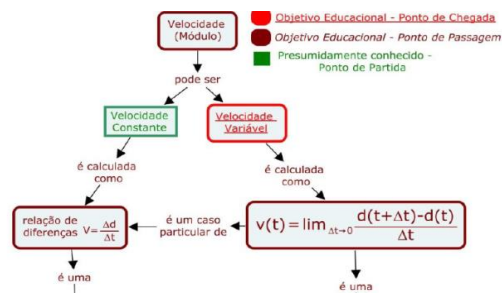 Velocidade
(Módulo)
Objetivo Educacional - Ponto de Chegada
Objetivo Educacional - Ponto de Passagem
Presumidamente conhecido -
Ponto de Partida
pode ser
Velocidade
Constante
Velocidade
Variável
é calculada
como
é calculada
como
relação de
diferenças V=Δd/Δt
é um caso
particular de
v(t) = lim Δt→0 d(t+Δt)-d(t)/Δt
é uma
é uma